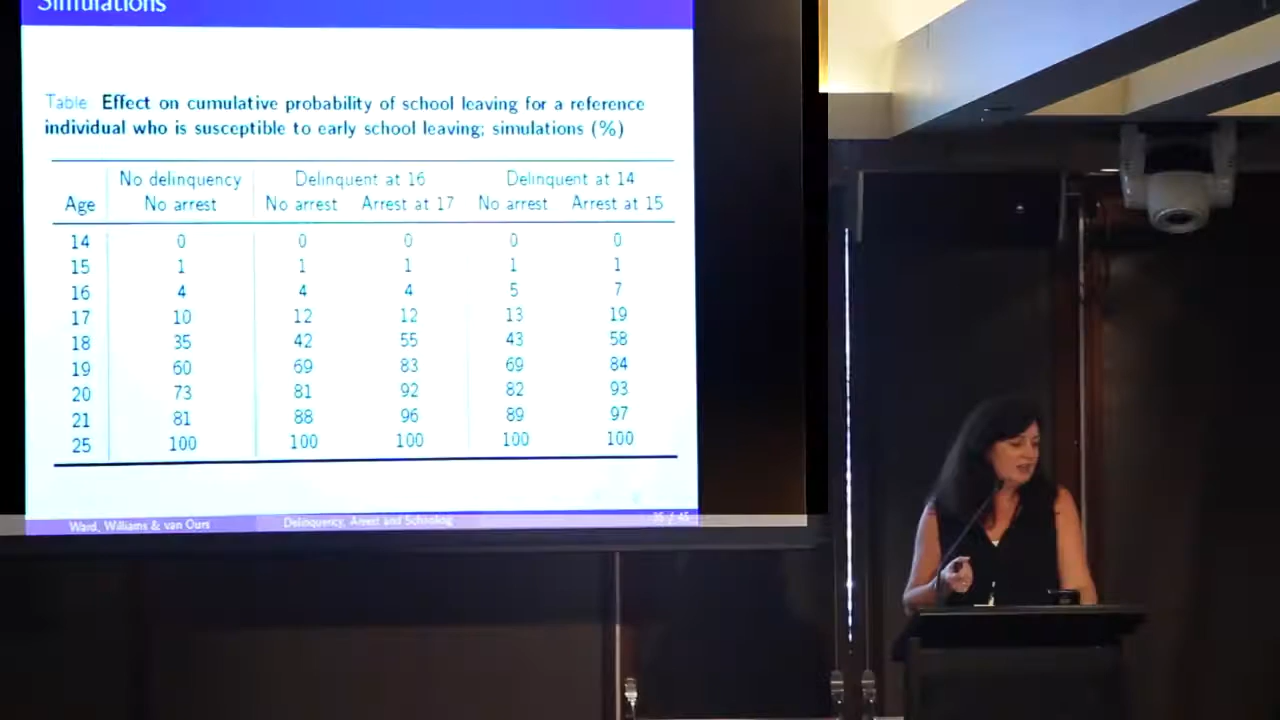 Simulations
Table: Effect on cumulative probability of school leaving for a reference
individual who is susceptible to early school leaving; simulations (%)
No delinquency Delinquent at 16 Delinquent at 14
Age No arrest No arrest Arrest at 17 No arrest Arrest at 15
14 0 0 0 0 0
15 1 1 1 1 1
16 4 4 4 5 7
17 10 12 12 13 19
18 35 42 55 43 58
19 60 69 83 69 84
20 73 81 92 82 93
21 81 88 96 89 97
25 100 100 100 100 100
Ward, Williams & van Ours Delinquency, Arrest and Schooling 35 / 45